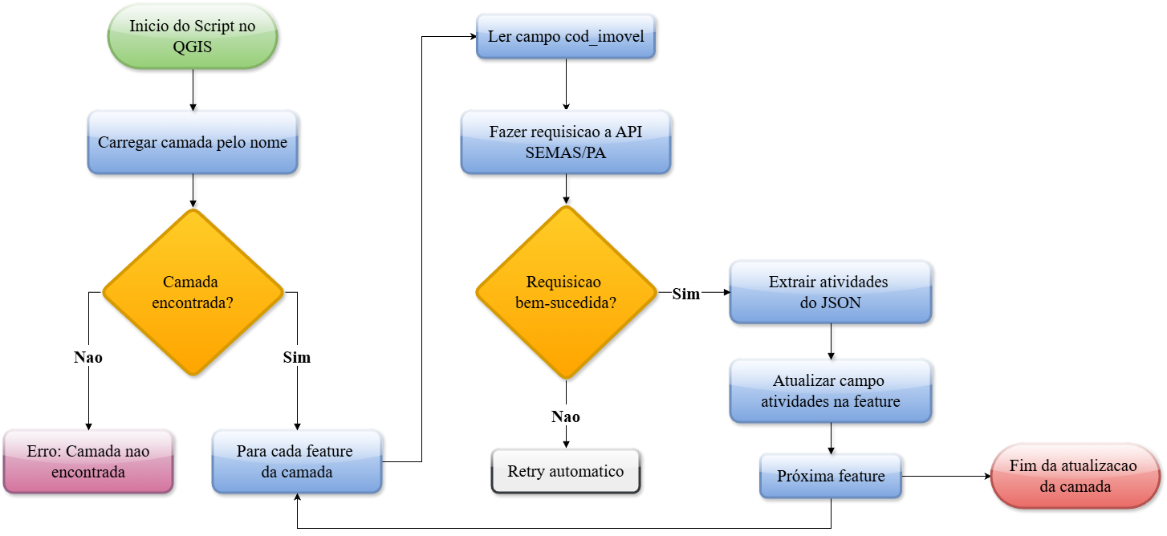 Inicio do Script no
QGIS
Carregar camada pelo nome
Camada
encontrada?
Nao
Sim
Erro: Camada nao
encontrada
Para cada feature
da camada
Ler campo cod_imovel
Fazer requisicao a API
SEMAS/PA
Requisicao
bem-sucedida?
Sim
Nao
Retry automatico
Extrair atividades
do JSON
Atualizar campo
atividades na feature
Próxima feature
Fim da atualizacao
da camada